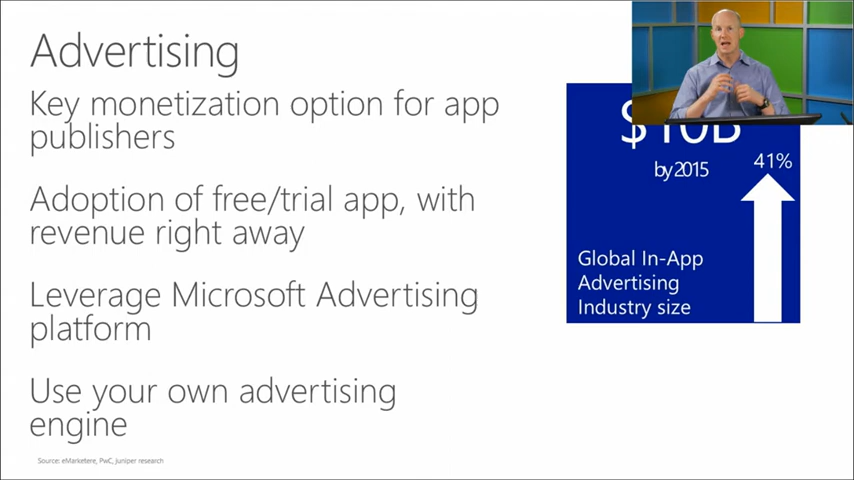 Advertising
Key monetization option for app
publishers
Adoption of free/trial app, with
revenue right away
Leverage Microsoft Advertising
platform
Use your own advertising
engine
$10B
by 2015
41%
Global In-App
Advertising
Industry size
Source: eMarketere, PwC, juniper research